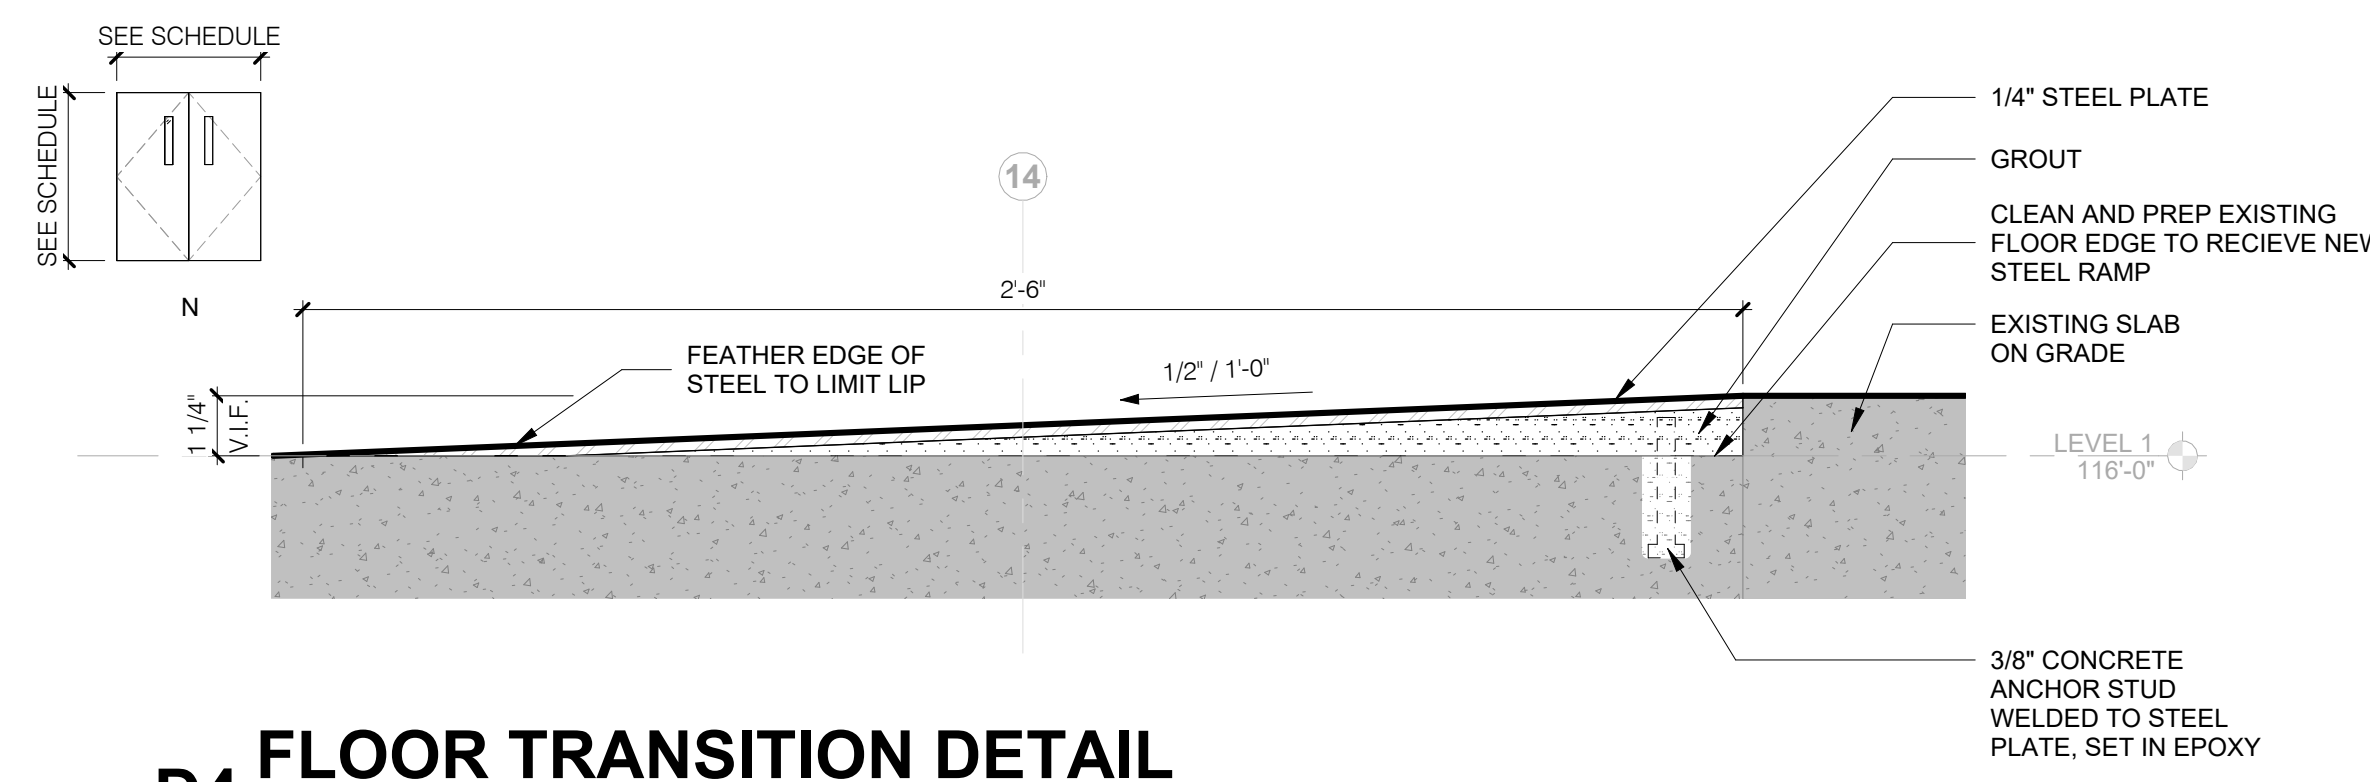 SEE SCHEDULE
SEE SCHEDULE
N
14
2'-6"
1/4" STEEL PLATE
GROUT
CLEAN AND PREP EXISTING
FLOOR EDGE TO RECIEVE NEW
STEEL RAMP
EXISTING SLAB
ON GRADE
FEATHER EDGE OF
STEEL TO LIMIT LIP
1/2" / 1'-0"
1 1/4"
V.I.F.
LEVEL 1
116'-0"
3/8" CONCRETE
ANCHOR STUD
WELDED TO STEEL
PLATE, SET IN EPOXY
FLOOR TRANSITION DETAIL